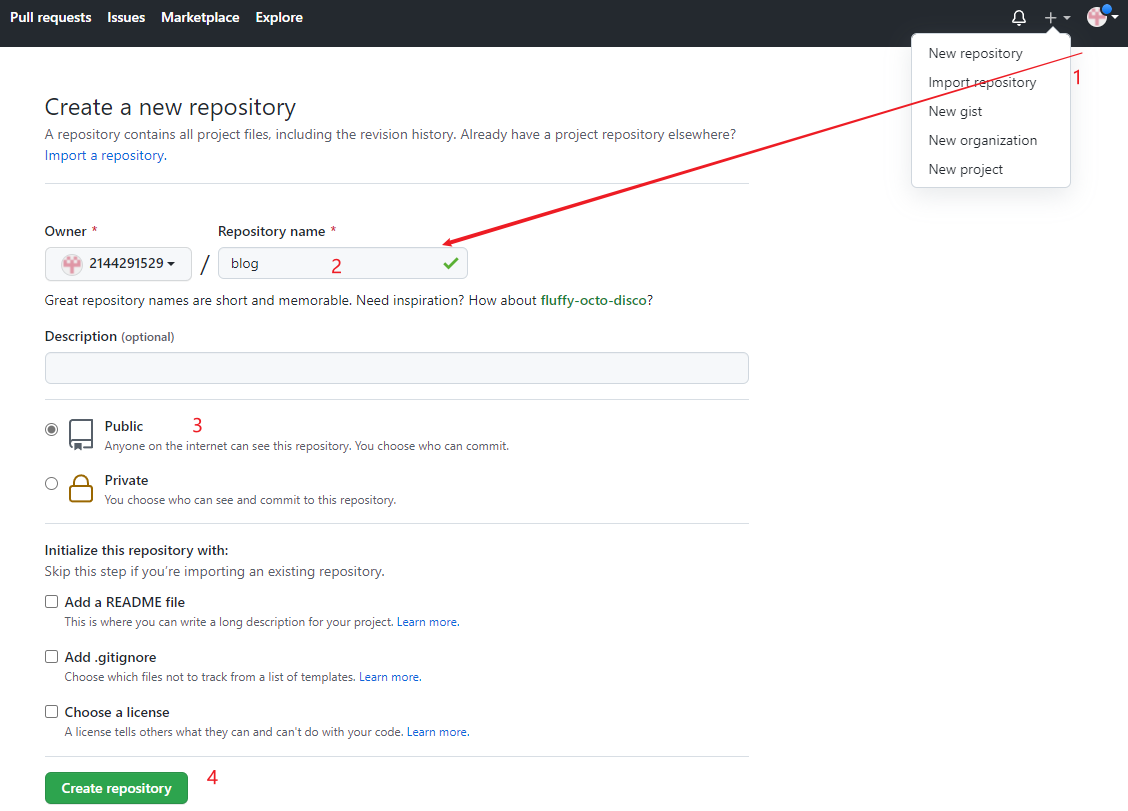 Pull requests Issues Marketplace Explore
New repository
Import repository
1
New gist
New organization
New project
Create a new repository
A repository contains all project files, including the revision history. Already have a project repository elsewhere?
Import a repository.
Owner * Repository name *
2144291529 / blog 2
Great repository names are short and memorable. Need inspiration? How about fluffy-octo-disco?
Description (optional)
Public 3
Anyone on the internet can see this repository. You choose who can commit.
Private
You choose who can see and commit to this repository.
Initialize this repository with:
Skip this step if you're importing an existing repository.
Add a README file
This is where you can write a long description for your project. Learn more.
Add .gitignore
Choose which files not to track from a list of templates. Learn more.
Choose a license
A license tells others what they can and can't do with your code. Learn more.
Create repository 4